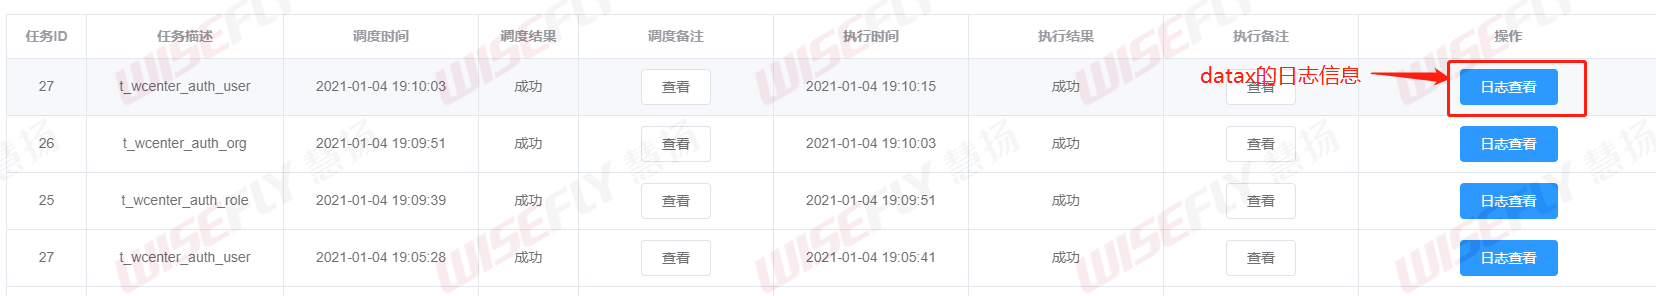 任务ID 任务描述 调度时间 调度结果 调度备注 执行时间 执行结果 执行备注 操作
datax的日志信息
27 t_wcenter_auth_user 2021-01-04 19:10:03 成功 查看 2021-01-04 19:10:15 成功 查看 日志查看
26 t_wcenter_auth_org 2021-01-04 19:09:51 成功 查看 2021-01-04 19:10:03 成功 查看 日志查看
25 t_wcenter_auth_role 2021-01-04 19:09:39 成功 查看 2021-01-04 19:09:51 成功 查看 日志查看
27 t_wcenter_auth_user 2021-01-04 19:05:28 成功 查看 2021-01-04 19:05:41 成功 查看 日志查看
WISEFLY 慧扬